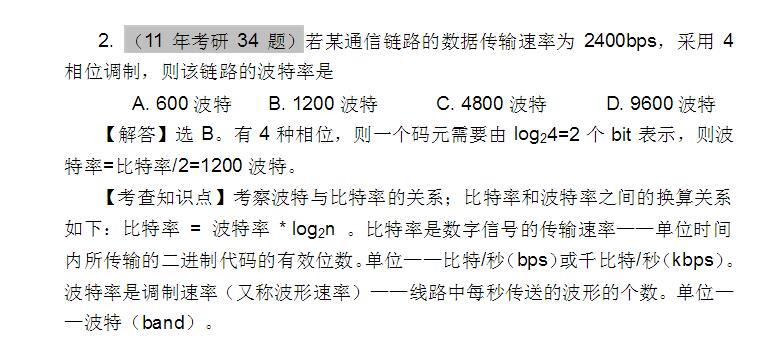 2. （11 年考研 34 题）若某通信链路的数据传输速率为 2400bps，采用 4
相位调制，则该链路的波特率是
A. 600 波特 B. 1200 波特 C. 4800 波特 D. 9600 波特
【解答】选 B。有 4 种相位，则一个码元需要由 log₂4=2 个 bit 表示，则波
特率=比特率/2=1200 波特。
【考查知识点】考察波特与比特率的关系；比特率和波特率之间的换算关系
如下：比特率 = 波特率 * log₂n 。比特率是数字信号的传输速率——单位时间
内所传输的二进制代码的有效位数。单位——比特/秒（bps）或千比特/秒（kbps）。
波特率是调制速率（又称波形速率）——线路中每秒传送的波形的个数。单位—
—波特（band）。